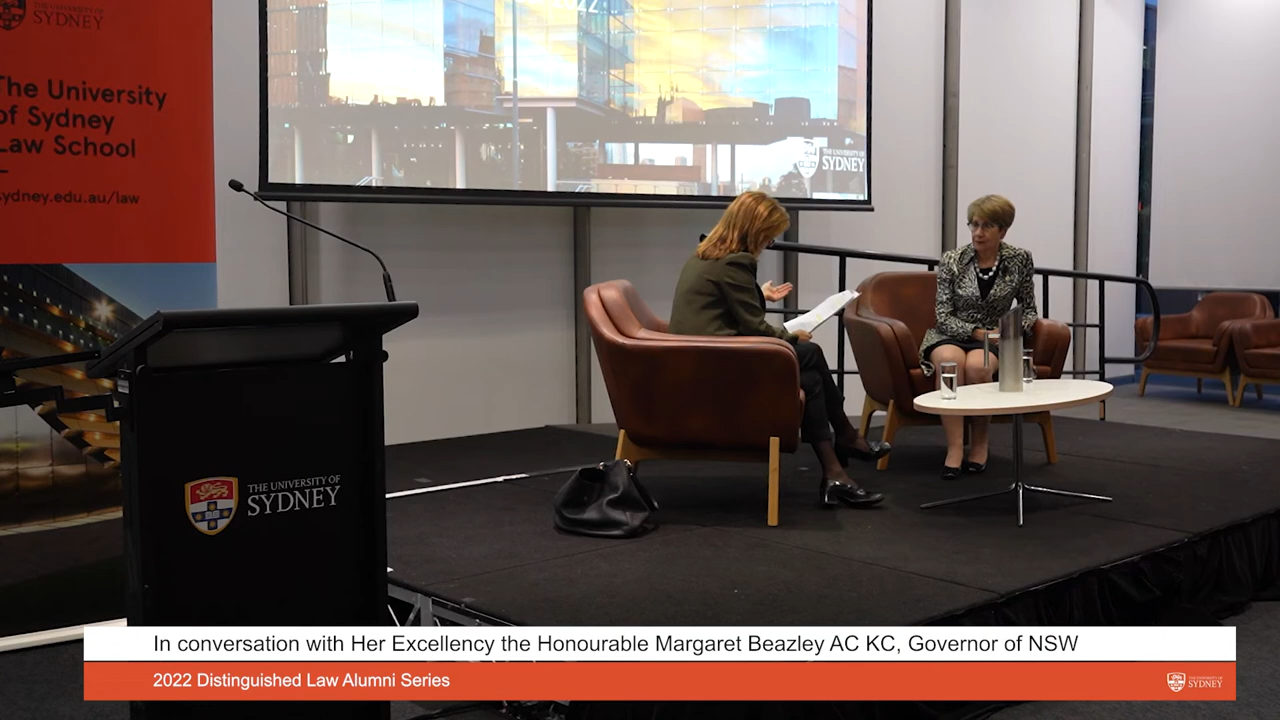 THE UNIVERSITY OF
SYDNEY
The University
of Sydney
Law School
sydney.edu.au/law
THE UNIVERSITY OF
SYDNEY
THE UNIVERSITY OF
SYDNEY
In conversation with Her Excellency the Honourable Margaret Beazley AC KC, Governor of NSW
2022 Distinguished Law Alumni Series
THE UNIVERSITY OF
SYDNEY